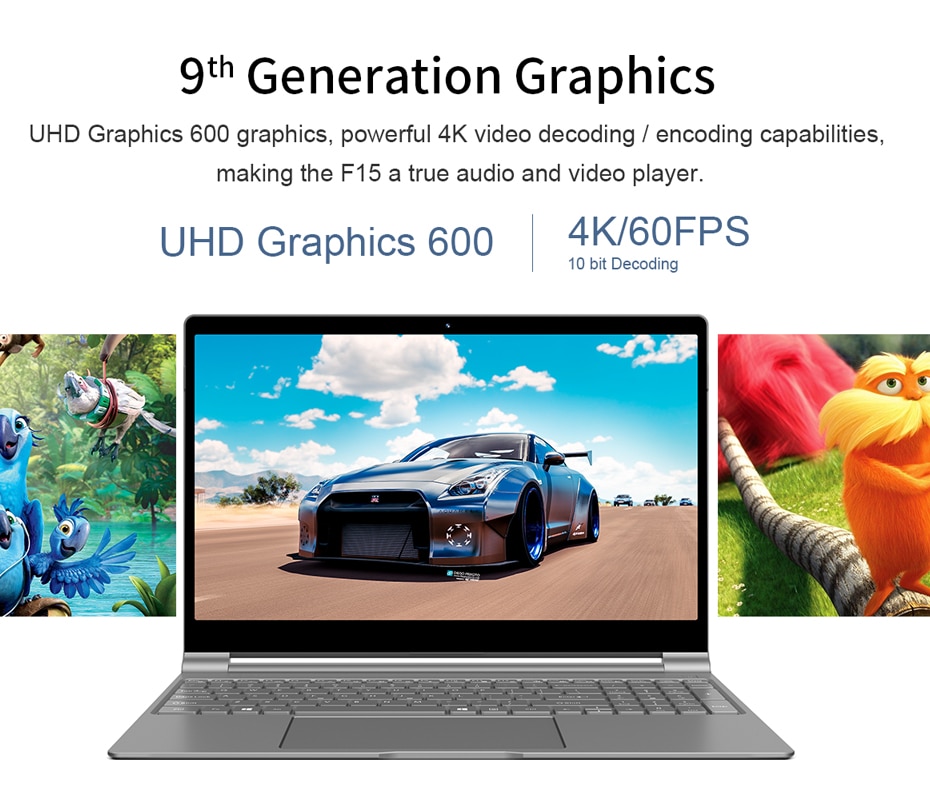 9th Generation Graphics
UHD Graphics 600 graphics, powerful 4K video decoding / encoding capabilities,
making the F15 a true audio and video player.
UHD Graphics 600
4K/60FPS
10 bit Decoding